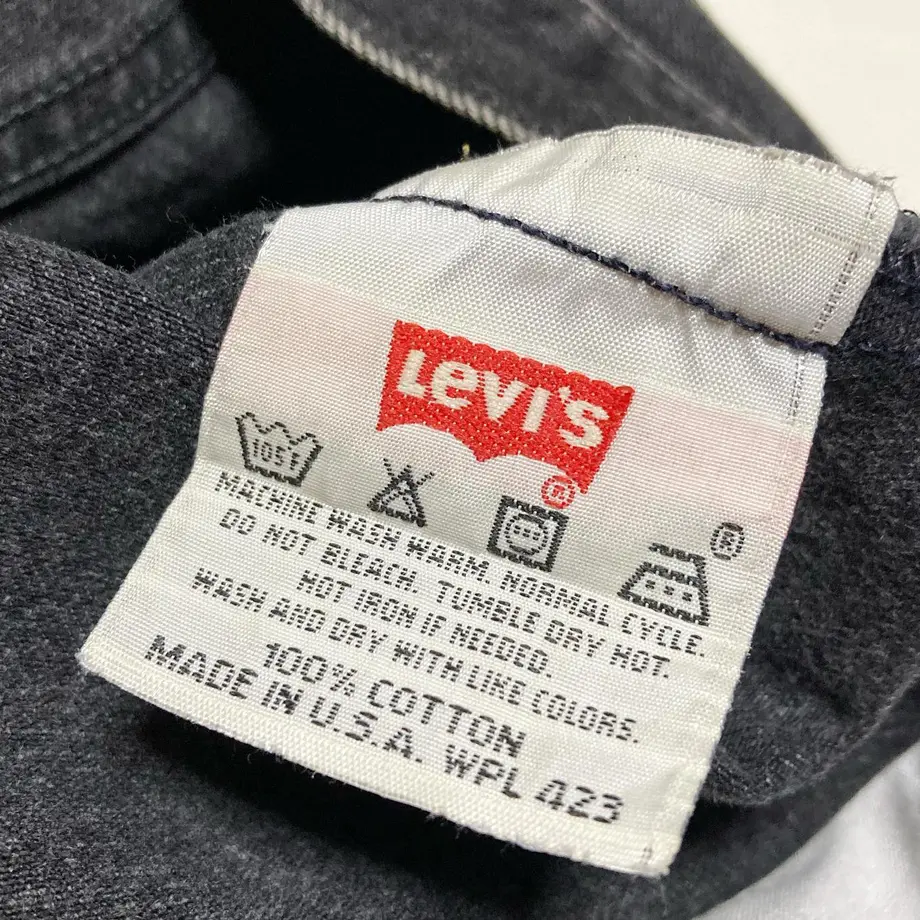 Levi's
®
105F
®
MACHINE WASH WARM. NORMAL CYCLE.
DO NOT BLEACH. TUMBLE DRY HOT.
HOT IRON IF NEEDED.
WASH AND DRY WITH LIKE COLORS.
100% COTTON
MADE IN U.S.A. WPL 423